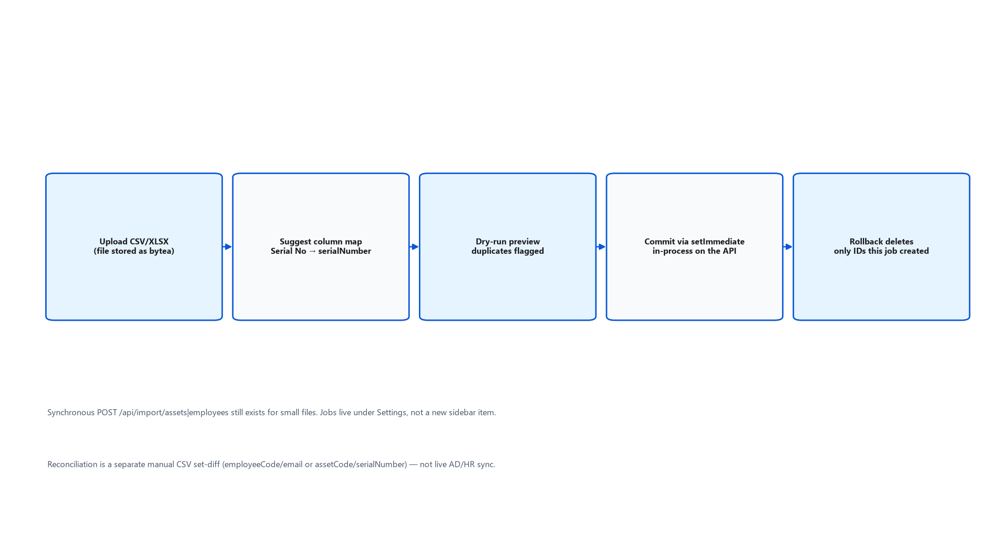 Upload CSV/XLSX
(file stored as bytea)
Suggest column map
Serial No → serialNumber
Dry-run preview
duplicates flagged
Commit via setImmediate
in-process on the API
Rollback deletes
only IDs this job created
Synchronous POST /api/import/assets|employees still exists for small files. Jobs live under Settings, not a new sidebar item.
Reconciliation is a separate manual CSV set-diff (employeeCode/email or assetCode/serialNumber) — not live AD/HR sync.